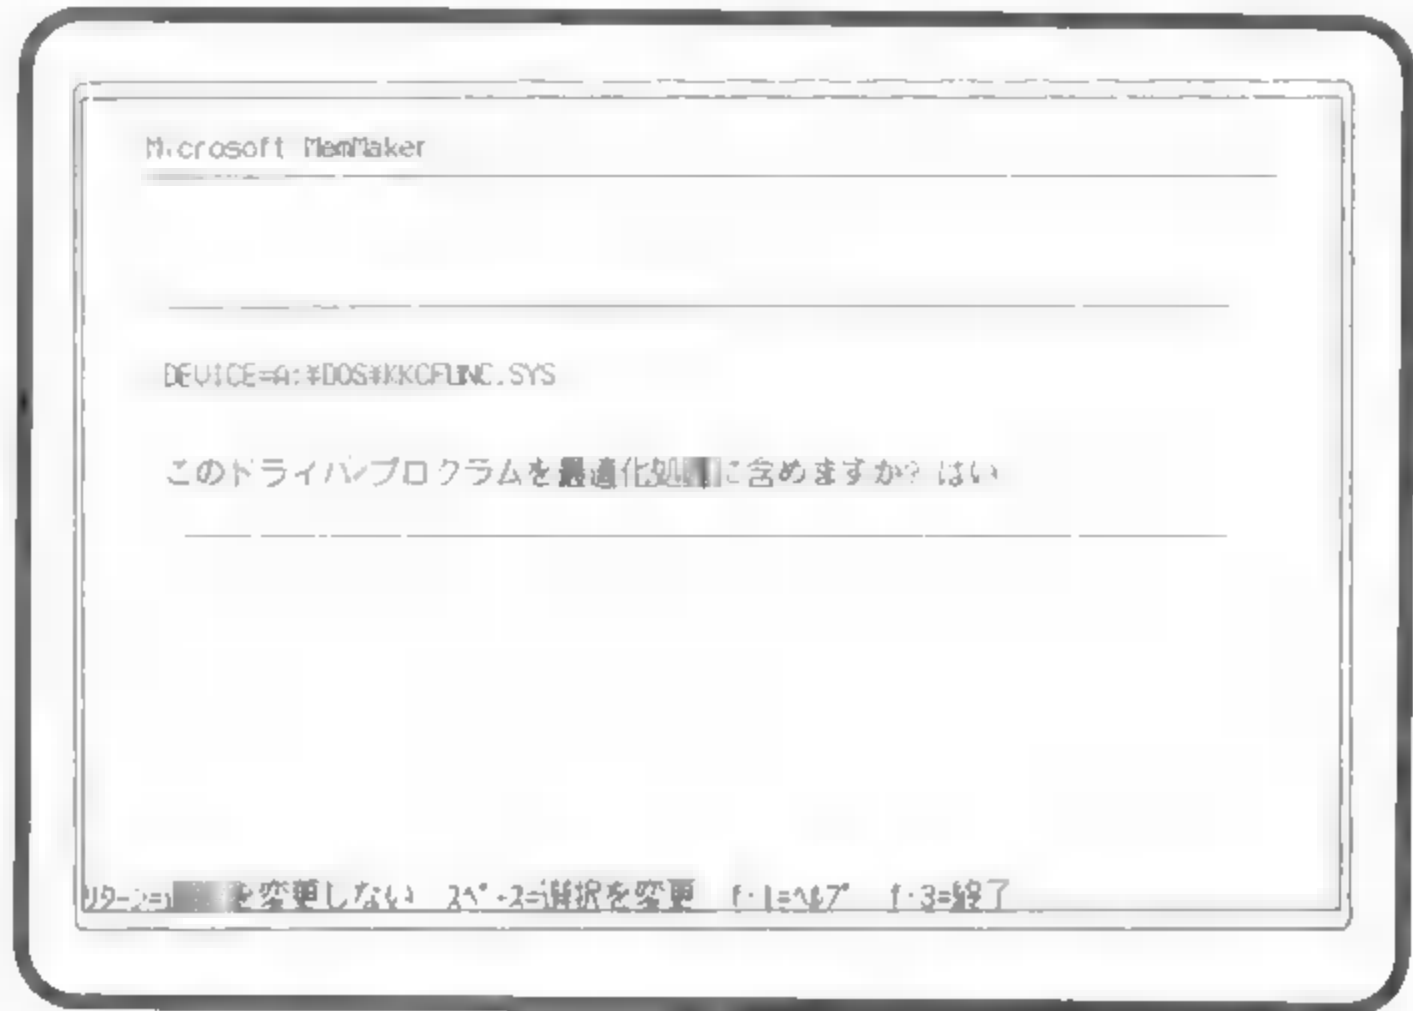 Microsoft MemMaker
DEVICE=A:¥DOS¥KKCFUNC.SYS
このドライバ/プログラムを最適化処理に含めますか? はい
ﾘﾀｰﾝ=選択を変更しない ｽﾍﾟｰｽ=選択を変更 f･1=ﾍﾙﾌﾟ f･3=終了